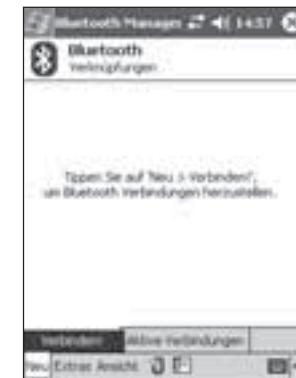 Bluetooth Manager 14:57
Bluetooth
Verknüpfungen
Tippen Sie auf 'Neu > Verbinden',
um Bluetooth Verbindungen herzustellen.
Verbinden Aktive Verbindungen
Neu Extras Ansicht